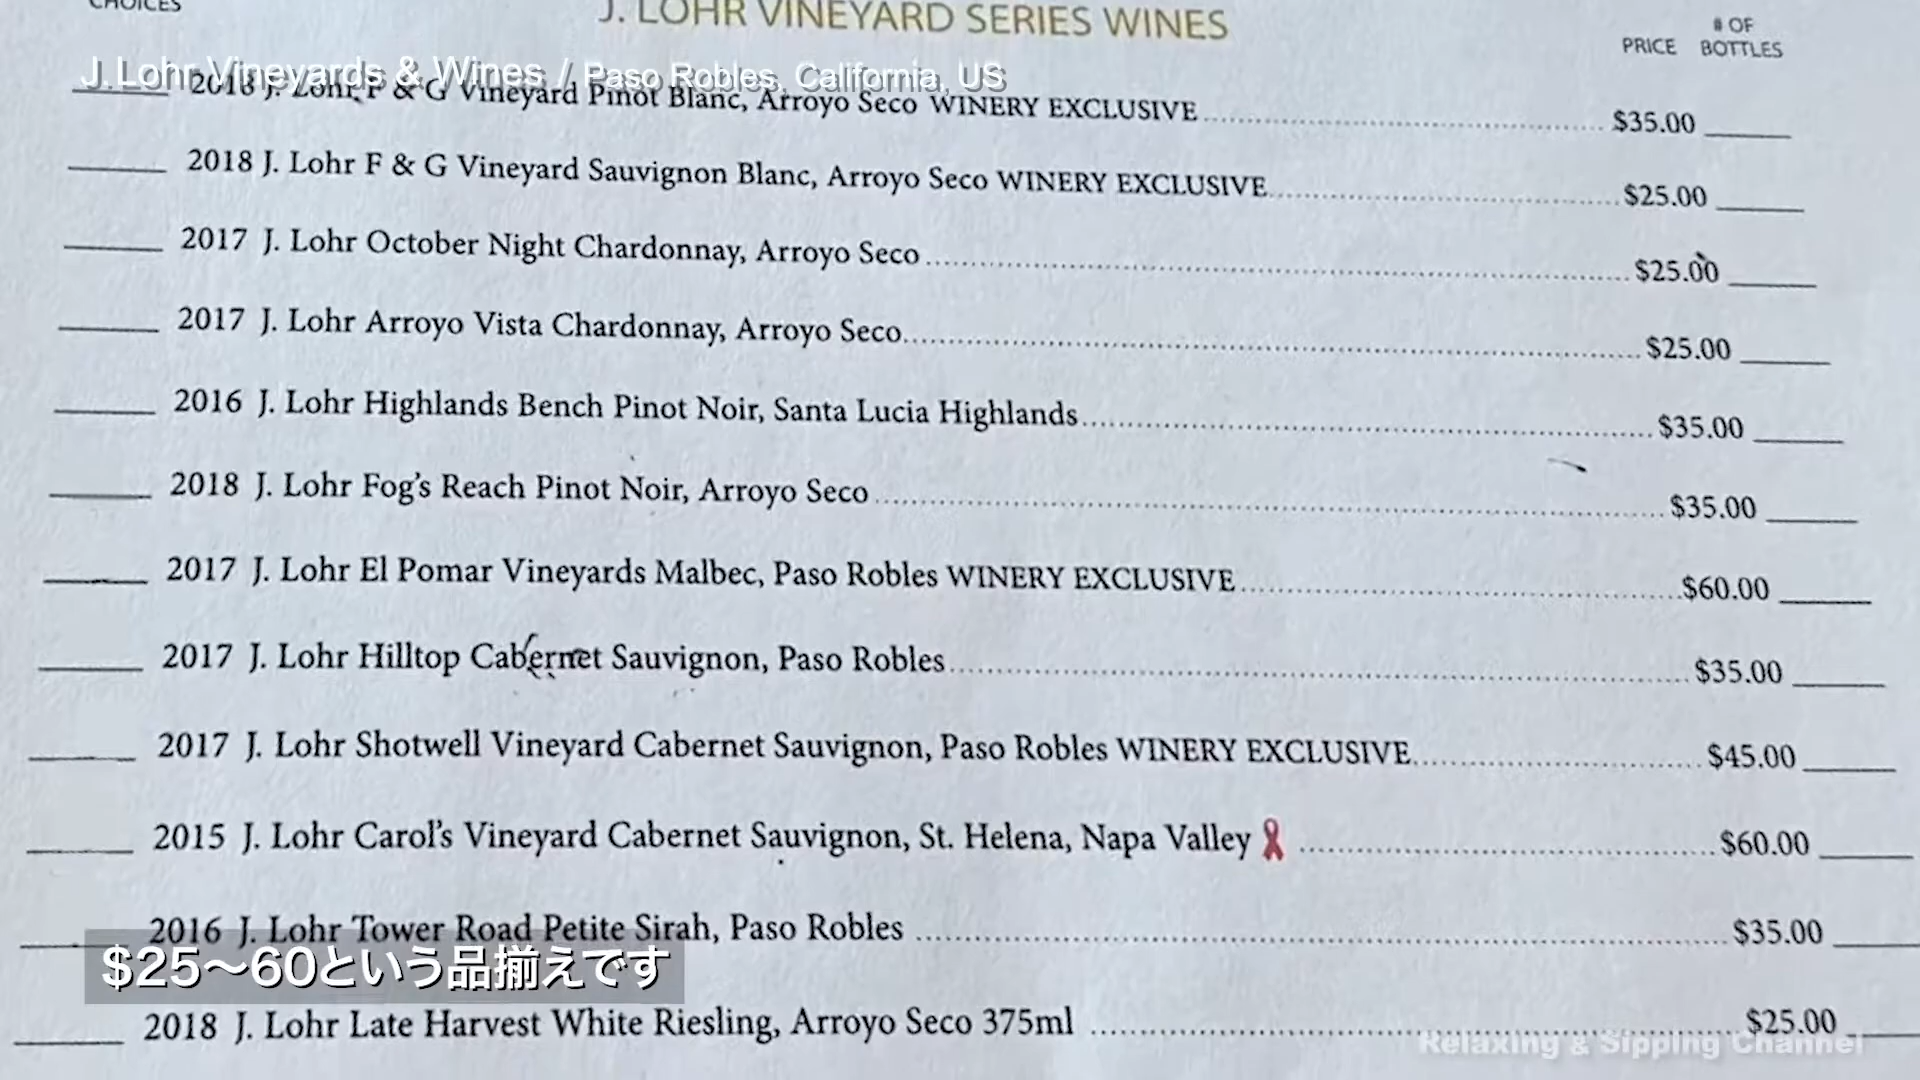 CHOICES
J. LOHR VINEYARD SERIES WINES
PRICE
# OF BOTTLES
J.Lohr Vineyards & Wines / Paso Robles, California, US
2018 J. Lohr F & G Vineyard Pinot Blanc, Arroyo Seco WINERY EXCLUSIVE $35.00
2018 J. Lohr F & G Vineyard Sauvignon Blanc, Arroyo Seco WINERY EXCLUSIVE $25.00
2017 J. Lohr October Night Chardonnay, Arroyo Seco $25.00
2017 J. Lohr Arroyo Vista Chardonnay, Arroyo Seco $25.00
2016 J. Lohr Highlands Bench Pinot Noir, Santa Lucia Highlands $35.00
2018 J. Lohr Fog's Reach Pinot Noir, Arroyo Seco $35.00
2017 J. Lohr El Pomar Vineyards Malbec, Paso Robles WINERY EXCLUSIVE $60.00
2017 J. Lohr Hilltop Cabernet Sauvignon, Paso Robles $35.00
2017 J. Lohr Shotwell Vineyard Cabernet Sauvignon, Paso Robles WINERY EXCLUSIVE $45.00
2015 J. Lohr Carol's Vineyard Cabernet Sauvignon, St. Helena, Napa Valley $60.00
2016 J. Lohr Tower Road Petite Sirah, Paso Robles $35.00
$25〜60という品揃えです
2018 J. Lohr Late Harvest White Riesling, Arroyo Seco 375ml $25.00
Relaxing & Sipping Channel